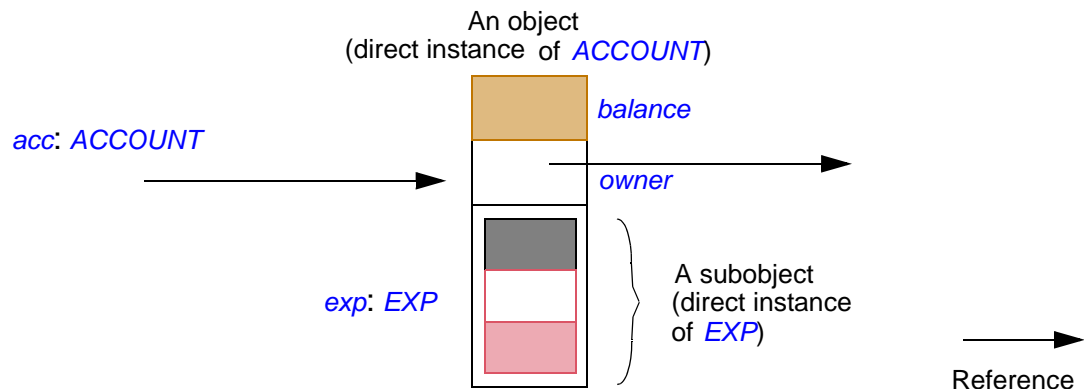 An object
(direct instance of ACCOUNT)
balance
acc: ACCOUNT
owner
A subobject
(direct instance
of EXP)
exp: EXP
Reference